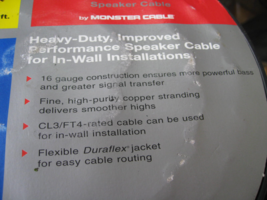 Speaker Cable
by MONSTER CABLE
ft.
Heavy-Duty, Improved
Performance Speaker Cable
for In-Wall Installations
16 gauge construction encures more powerful bass
and greater signal transfer
Fine, high-purity copper stranding
delivers smoother highs
CL3/FT4-rated cable can be used
for in-wall installation
Flexible Duraflex® jacket
for easy cable routing